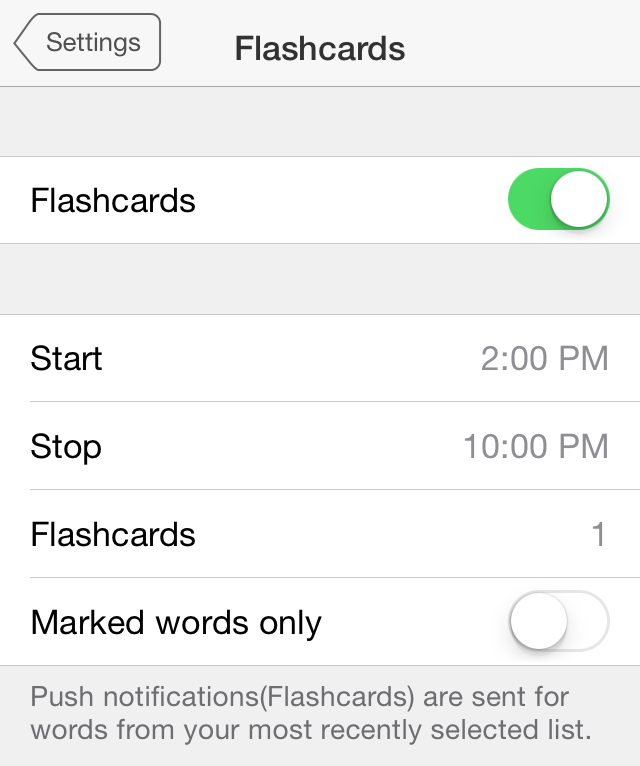 Settings
Flashcards
Flashcards
Start 2:00 PM
Stop 10:00 PM
Flashcards 1
Marked words only
Push notifications(Flashcards) are sent for
words from your most recently selected list.